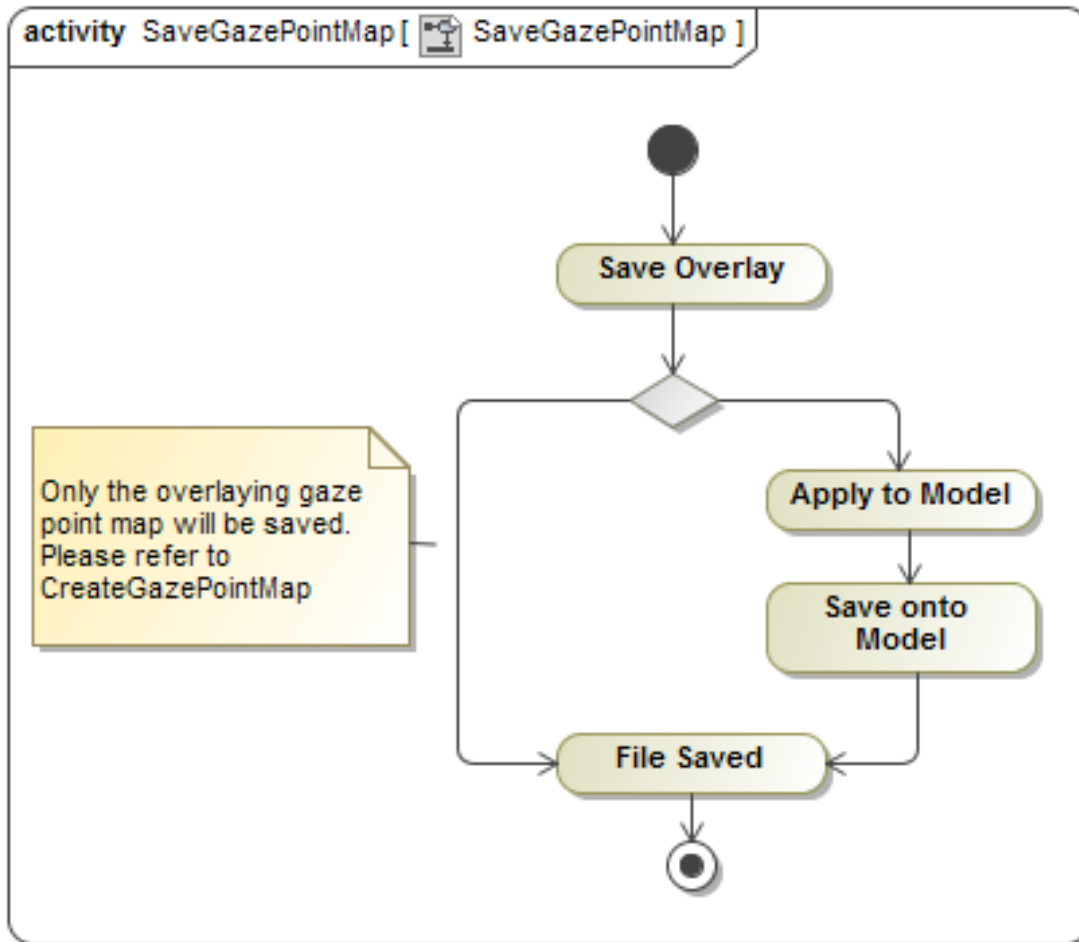 activity SaveGazePointMap [ SaveGazePointMap ]
Save Overlay
Only the overlaying gaze
point map will be saved.
Please refer to
CreateGazePointMap
Apply to Model
Save onto
Model
File Saved